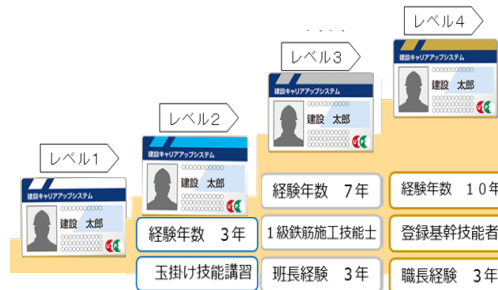 レベル4
建設キャリアアップシステム
建設 太郎
レベル3
建設キャリアアップシステム
建設 太郎
レベル2
建設キャリアアップシステム
建設 太郎
レベル1
建設キャリアアップシステム
建設 太郎
経験年数 3年
玉掛け技能講習
経験年数 7年
1級鉄筋施工技能士
班長経験 3年
経験年数 10年
登録基幹技能者
職長経験 3年